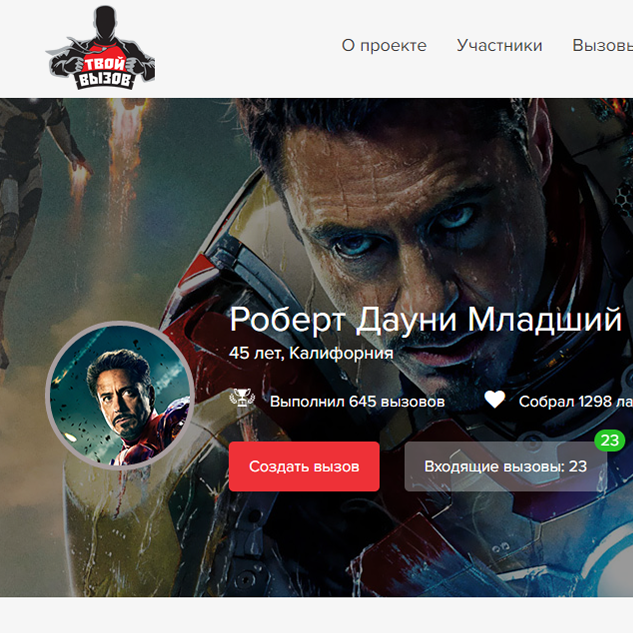 ТВОЙ
ВЫЗОВ
О проекте Участники Вызовы
Роберт Дауни Младший
45 лет, Калифорния
Выполнил 645 вызовов Собрал 1298 ла
23
Создать вызов Входящие вызовы: 23